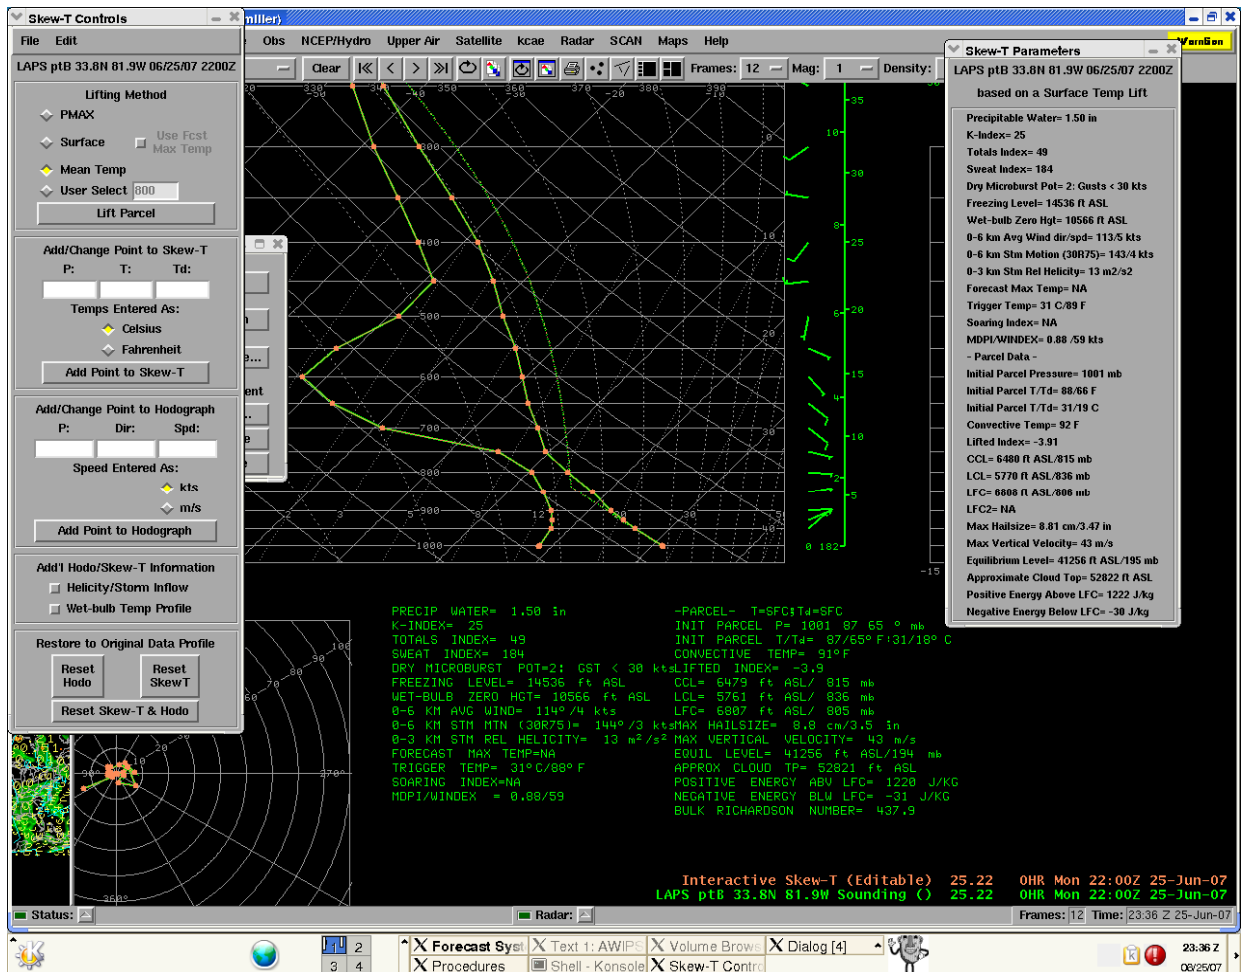 Skew-T Controls
File Edit
LAPS ptB 33.8N 81.9W 06/25/07 2200Z
Lifting Method
PMAX
Surface
Use Fcst
Max Temp
Mean Temp
User Select 800
Lift Parcel
Add/Change Point to Skew-T
P: T: Td:
Temps Entered As:
Celsius
Fahrenheit
Add Point to Skew-T
Add/Change Point to Hodograph
P: Dir: Spd:
Speed Entered As:
kts
m/s
Add Point to Hodograph
Add'l Hodo/Skew-T Information
Helicity/Storm Inflow
Wet-bulb Temp Profile
Restore to Original Data Profile
Reset
Hodo
Reset
SkewT
Reset Skew-T & Hodo
Obs NCEP/Hydro Upper Air Satellite kcae Radar SCAN Maps Help
Clear
Frames: 12 Mag: 1 Density:
Skew-T Parameters
LAPS ptB 33.8N 81.9W 06/25/07 2200Z
based on a Surface Temp Lift
Precipitable Water= 1.50 in
K-Index= 25
Totals Index= 49
Sweat Index= 184
Dry Microburst Pot= 2: Gusts < 30 kts
Freezing Level= 14536 ft ASL
Wet-bulb Zero Hgt= 10566 ft ASL
0-6 km Avg Wind dir/spd= 113/5 kts
0-6 km Stm Motion (30R75)= 143/4 kts
0-3 km Stm Rel Helicity= 13 m2/s2
Forecast Max Temp= NA
Trigger Temp= 31 C/89 F
Soaring Index= NA
MDPI/WINDEX= 0.88 /59 kts
- Parcel Data -
Initial Parcel Pressure= 1001 mb
Initial Parcel T/Td= 88/66 F
Initial Parcel T/Td= 31/19 C
Convective Temp= 92 F
Lifted Index= -3.91
CCL= 6480 ft ASL/815 mb
LCL= 5770 ft ASL/836 mb
LFC= 6808 ft ASL/806 mb
LFC2= NA
Max Hailsize= 8.81 cm/3.47 in
Max Vertical Velocity= 43 m/s
Equilibrium Level= 41256 ft ASL/195 mb
Approximate Cloud Top= 52822 ft ASL
Positive Energy Above LFC= 1222 J/kg
Negative Energy Below LFC= -30 J/kg
300
400
500
600
700
800
900
1000
PRECIP WATER= 1.50 in
K-INDEX= 25
TOTALS INDEX= 49
SWEAT INDEX= 184
DRY MICROBURST POT=2: GST < 30 kts
FREEZING LEVEL= 14536 ft ASL
WET-BULB ZERO HGT= 10566 ft ASL
0-6 KM AVG WIND= 114°/4 kts
0-6 KM STM MTN (30R75)= 144°/3 kts
0-3 KM STM REL HELICITY= 13 m²/s²
FORECAST MAX TEMP=NA
TRIGGER TEMP= 31°C/88°F
SOARING INDEX=NA
MDPI/WINDEX = 0.88/59
-PARCEL- T=SFC;Td=SFC
INIT PARCEL P= 1001 87 65 ° mb
INIT PARCEL T/Td= 87/65°F;31/18° C
CONVECTIVE TEMP= 91°F
LIFTED INDEX= -3.9
CCL= 6479 ft ASL/ 815 mb
LCL= 5761 ft ASL/ 836 mb
LFC= 6807 ft ASL/ 805 mb
MAX HAILSIZE= 8.8 cm/3.5 in
MAX VERTICAL VELOCITY= 43 m/s
EQUIL LEVEL= 41256 ft ASL/194 mb
APPROX CLOUD TP= 52821 ft ASL
POSITIVE ENERGY ABV LFC= 1220 J/KG
NEGATIVE ENERGY BLW LFC= -31 J/KG
BULK RICHARDSON NUMBER= 437.9
Interactive Skew-T (Editable) 25.22 0HR Mon 22:00Z 25-Jun-07
LAPS ptB 33.8N 81.9W Sounding () 25.22 0HR Mon 22:00Z 25-Jun-07
Status: Radar: Frames: 12 Time: 23:36 Z 25-Jun-07
1 2
3 4
X Forecast Syst X Text 1: AWIPS X Volume Brows X Dialog [4]
X Procedures Shell - Konsole X Skew-T Contro
23:36 Z
06/25/07